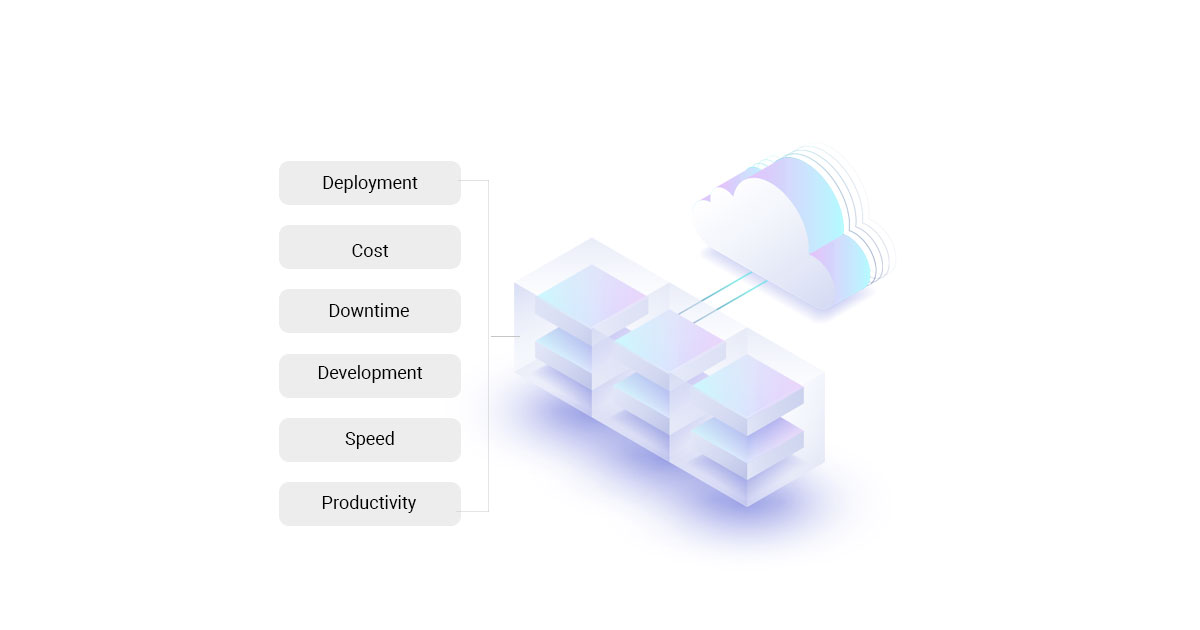 Deployment
Cost
Downtime
Development
Speed
Productivity